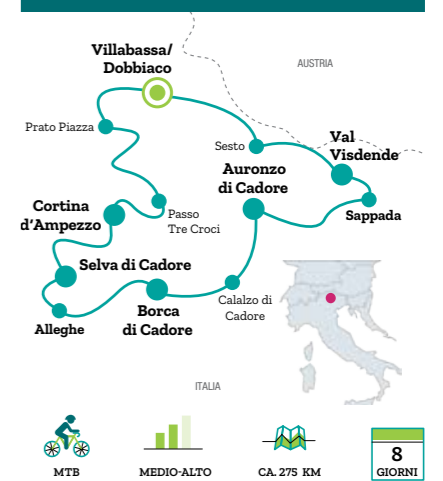 Villabassa/
Dobbiaco
AUSTRIA
Prato Piazza
Sesto
Val
Visdende
Auronzo
di Cadore
Cortina
d'Ampezzo
Passo
Tre Croci
Sappada
Selva di Cadore
Alleghe
Borca
di Cadore
Calalzo di
Cadore
ITALIA
MTB
MEDIO-ALTO
CA. 275 KM
8
GIORNI